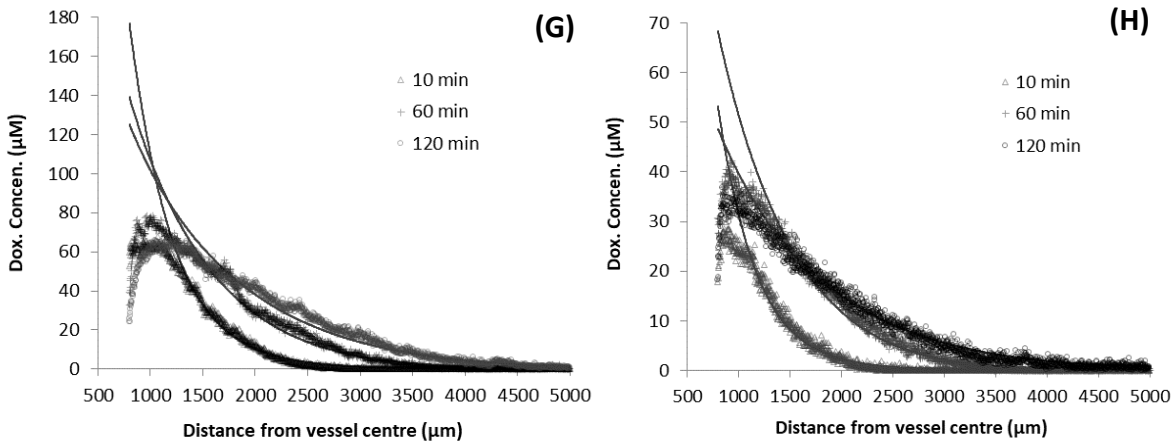 (G)
180
160
140
120
100
80
60
40
20
0
Dox. Concen. (µM)
10 min
60 min
120 min
500 1000 1500 2000 2500 3000 3500 4000 4500 5000
Distance from vessel centre (µm)
(H)
70
60
50
40
30
20
10
0
Dox. Concen. (µM)
10 min
60 min
120 min
500 1000 1500 2000 2500 3000 3500 4000 4500 5000
Distance from vessel centre (µm)